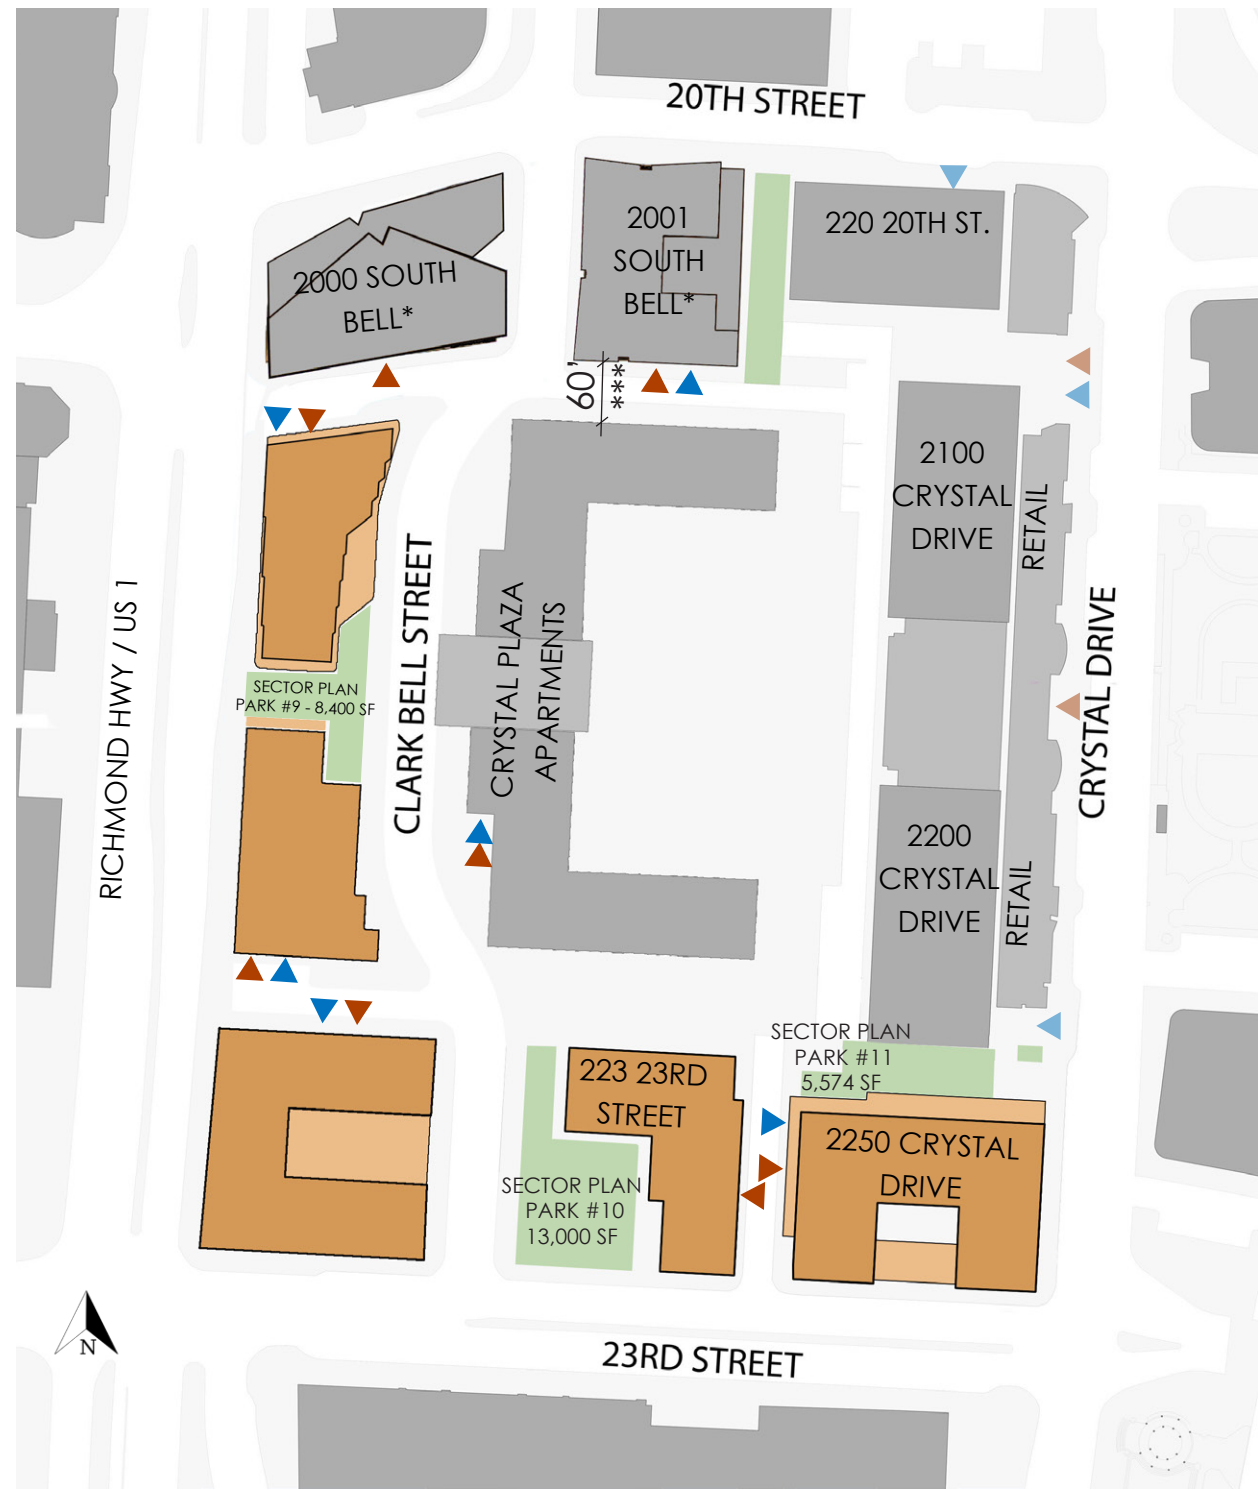 20TH STREET
2001
SOUTH
BELL*
220 20TH ST.
2000 SOUTH
BELL*
60'
***
2100
CRYSTAL
DRIVE
RETAIL
CLARK BELL STREET
CRYSTAL PLAZA
APARTMENTS
RICHMOND HWY / US 1
CRYSTAL DRIVE
SECTOR PLAN
PARK #9 - 8,400 SF
2200
CRYSTAL
DRIVE
RETAIL
SECTOR PLAN
PARK #11
5,574 SF
223 23RD
STREET
2250 CRYSTAL
DRIVE
SECTOR PLAN
PARK #10
13,000 SF
N
23RD STREET